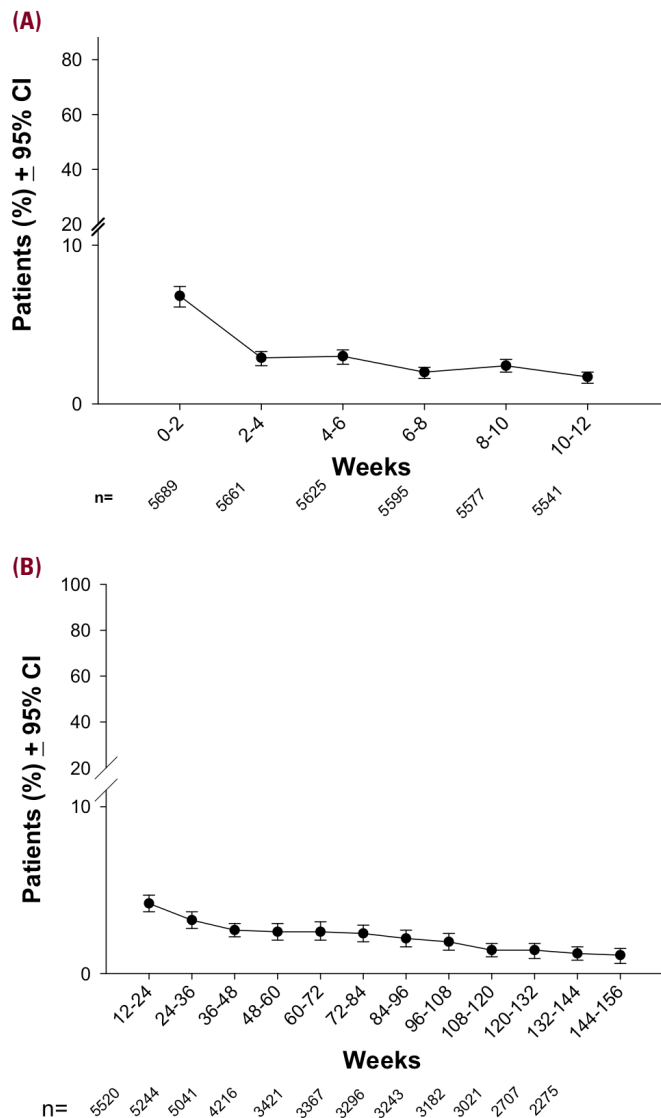 (A)
Patients (%) ± 95% CI
80
60
40
20
10
0
0-2 2-4 4-6 6-8 8-10 10-12
Weeks
n= 5689 5661 5625 5595 5577 5541
(B)
Patients (%) ± 95% CI
100
80
60
40
20
10
0
12-24 24-36 36-48 48-60 60-72 72-84 84-96 96-108 108-120 120-132 132-144 144-156
Weeks
n= 5520 5244 5041 4216 3421 3367 3296 3243 3182 3021 2707 2275